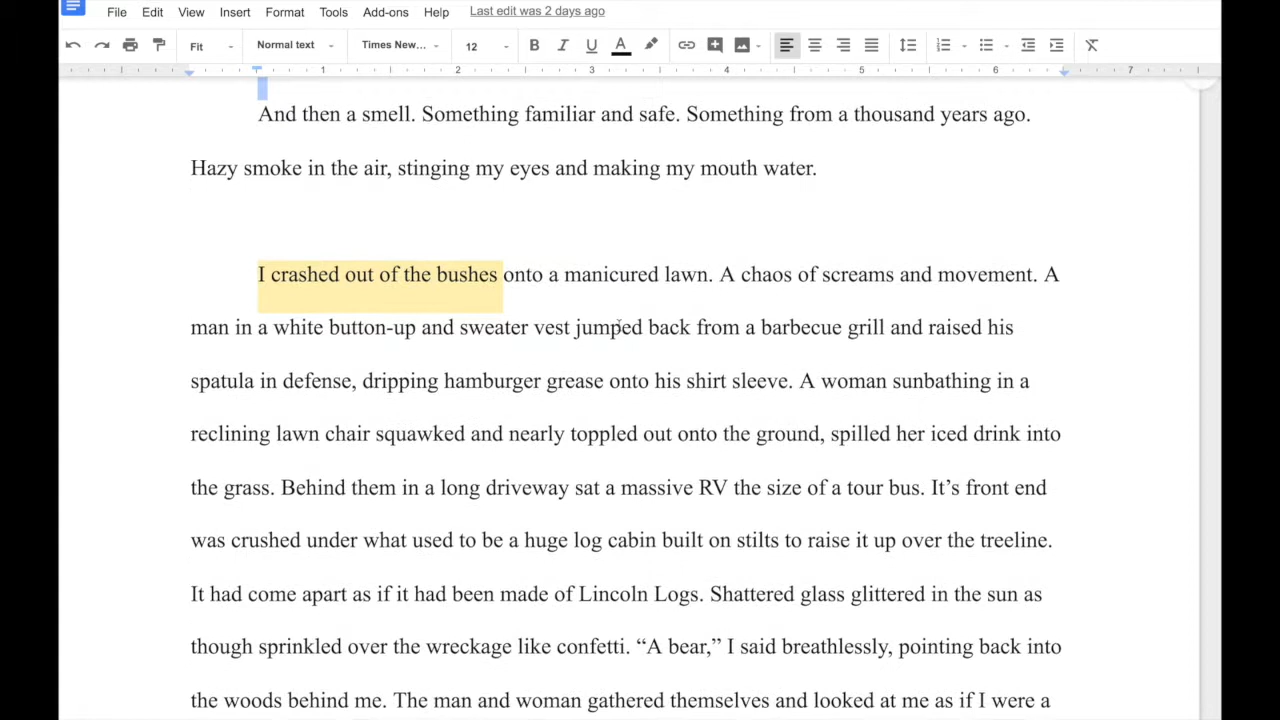 File Edit View Insert Format Tools Add-ons Help Last edit was 2 days ago
Fit Normal text Times New... 12 B I U A
1 2 3 4 5 6 7
And then a smell. Something familiar and safe. Something from a thousand years ago.
Hazy smoke in the air, stinging my eyes and making my mouth water.
I crashed out of the bushes onto a manicured lawn. A chaos of screams and movement. A
man in a white button-up and sweater vest jumped back from a barbecue grill and raised his
spatula in defense, dripping hamburger grease onto his shirt sleeve. A woman sunbathing in a
reclining lawn chair squawked and nearly toppled out onto the ground, spilled her iced drink into
the grass. Behind them in a long driveway sat a massive RV the size of a tour bus. It’s front end
was crushed under what used to be a huge log cabin built on stilts to raise it up over the treeline.
It had come apart as if it had been made of Lincoln Logs. Shattered glass glittered in the sun as
though sprinkled over the wreckage like confetti. “A bear,” I said breathlessly, pointing back into
the woods behind me. The man and woman gathered themselves and looked at me as if I were a